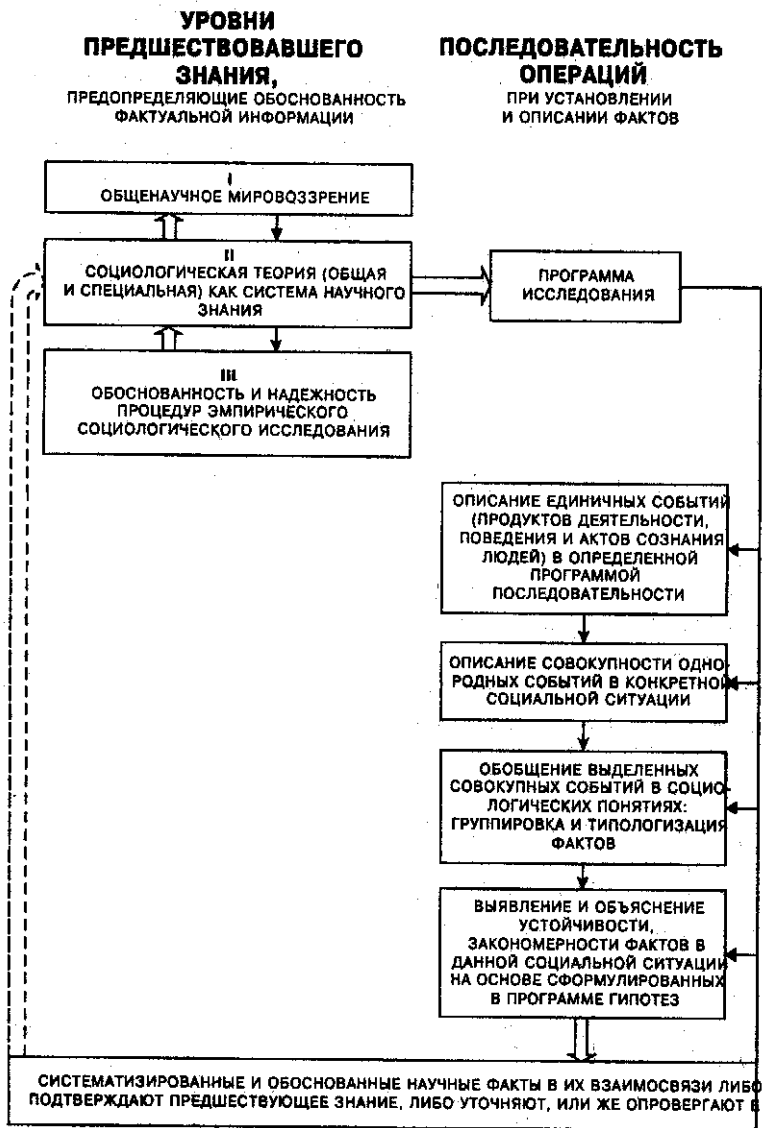 УРОВНИ
ПРЕДШЕСТВОВАВШЕГО
ЗНАНИЯ,
ПРЕДОПРЕДЕЛЯЮЩИЕ ОБОСНОВАННОСТЬ
ФАКТУАЛЬНОЙ ИНФОРМАЦИИ
ПОСЛЕДОВАТЕЛЬНОСТЬ
ОПЕРАЦИЙ
ПРИ УСТАНОВЛЕНИИ
И ОПИСАНИИ ФАКТОВ
I
ОБЩЕНАУЧНОЕ МИРОВОЗЗРЕНИЕ
II
СОЦИОЛОГИЧЕСКАЯ ТЕОРИЯ (ОБЩАЯ
И СПЕЦИАЛЬНАЯ) КАК СИСТЕМА НАУЧНОГО
ЗНАНИЯ
ПРОГРАММА
ИССЛЕДОВАНИЯ
III
ОБОСНОВАННОСТЬ И НАДЕЖНОСТЬ
ПРОЦЕДУР ЭМПИРИЧЕСКОГО
СОЦИОЛОГИЧЕСКОГО ИССЛЕДОВАНИЯ
ОПИСАНИЕ ЕДИНИЧНЫХ СОБЫТИЙ
(ПРОДУКТОВ ДЕЯТЕЛЬНОСТИ,
ПОВЕДЕНИЯ И АКТОВ СОЗНАНИЯ
ЛЮДЕЙ) В ОПРЕДЕЛЕННОЙ
ПРОГРАММОЙ
ПОСЛЕДОВАТЕЛЬНОСТИ
ОПИСАНИЕ СОВОКУПНОСТИ ОДНО-
РОДНЫХ СОБЫТИЙ В КОНКРЕТНОЙ
СОЦИАЛЬНОЙ СИТУАЦИИ
ОБОБЩЕНИЕ ВЫДЕЛЕННЫХ
СОВОКУПНЫХ СОБЫТИЙ В СОЦИО-
ЛОГИЧЕСКИХ ПОНЯТИЯХ:
ГРУППИРОВКА И ТИПОЛОГИЗАЦИЯ
ФАКТОВ
ВЫЯВЛЕНИЕ И ОБЪЯСНЕНИЕ
УСТОЙЧИВОСТИ,
ЗАКОНОМЕРНОСТИ ФАКТОВ В
ДАННОЙ СОЦИАЛЬНОЙ СИТУАЦИИ
НА ОСНОВЕ СФОРМУЛИРОВАННЫХ
В ПРОГРАММЕ ГИПОТЕЗ
СИСТЕМАТИЗИРОВАННЫЕ И ОБОСНОВАННЫЕ НАУЧНЫЕ ФАКТЫ В ИХ ВЗАИМОСВЯЗИ ЛИБО
ПОДТВЕРЖДАЮТ ПРЕДШЕСТВУЮЩЕЕ ЗНАНИЕ, ЛИБО УТОЧНЯЮТ, ИЛИ ЖЕ ОПРОВЕРГАЮТ